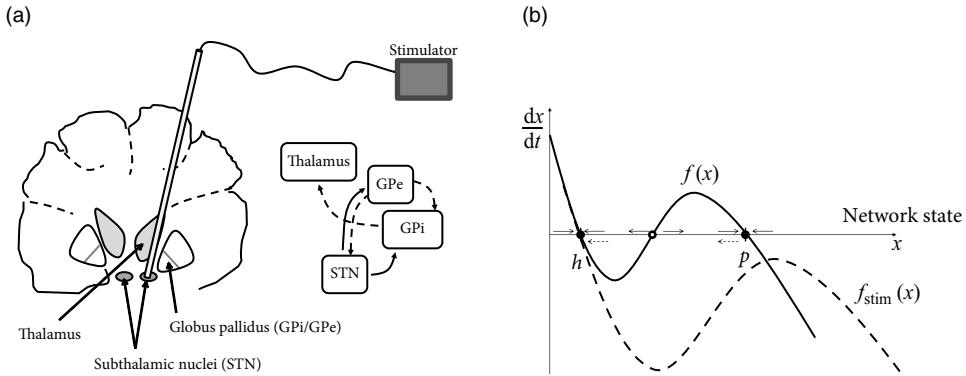 (a)
Stimulator
Thalamus
GPe
GPi
STN
Thalamus
Globus pallidus (GPi/GPe)
Subthalamic nuclei (STN)
(b)
dx
dt
f(x)
Network state
x
h
p
f_stim(x)